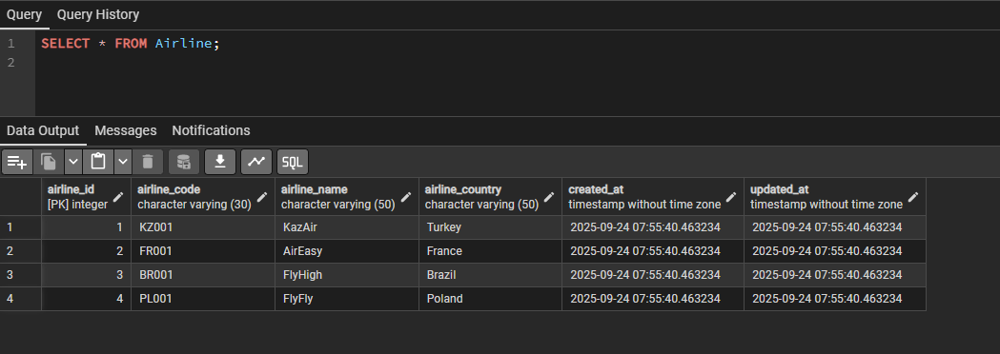 Query Query History
1 SELECT * FROM Airline;
2
Data Output Messages Notifications
SQL
airline_id airline_code airline_name airline_country created_at updated_at
[PK] integer character varying (30) character varying (50) character varying (50) timestamp without time zone timestamp without time zone
1 1 KZ001 KazAir Turkey 2025-09-24 07:55:40.463234 2025-09-24 07:55:40.463234
2 2 FR001 AirEasy France 2025-09-24 07:55:40.463234 2025-09-24 07:55:40.463234
3 3 BR001 FlyHigh Brazil 2025-09-24 07:55:40.463234 2025-09-24 07:55:40.463234
4 4 PL001 FlyFly Poland 2025-09-24 07:55:40.463234 2025-09-24 07:55:40.463234